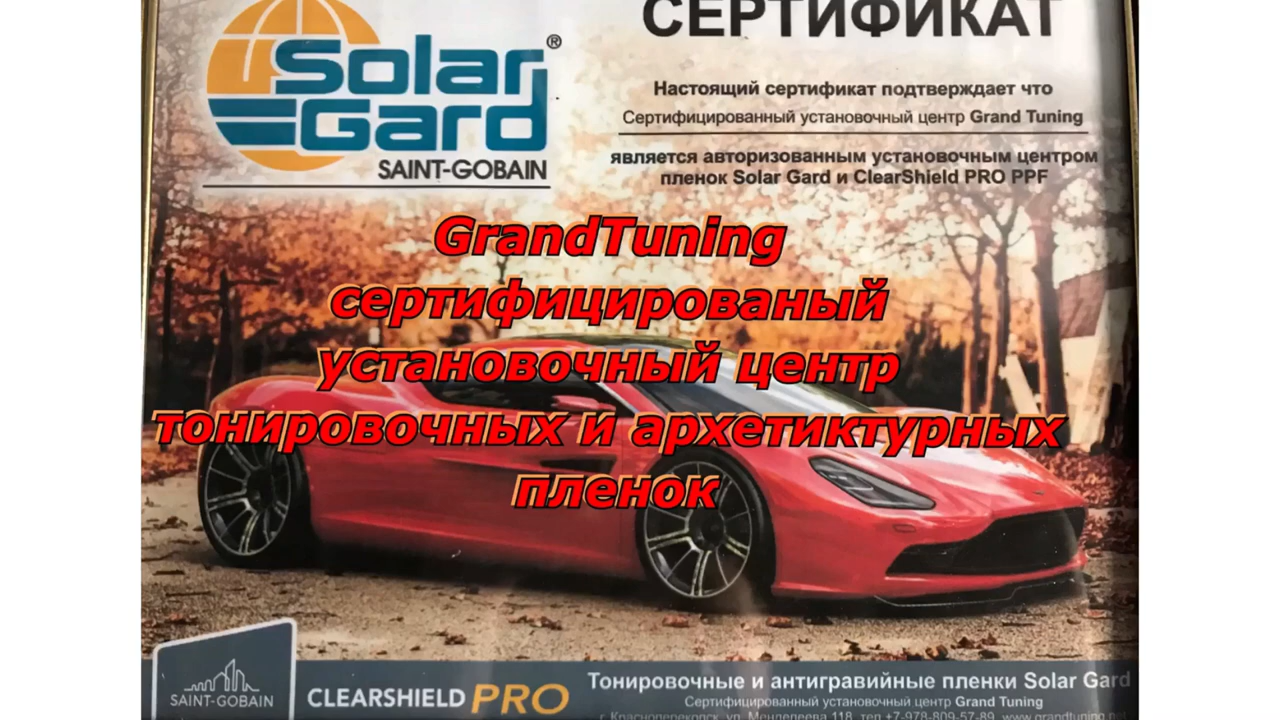 Solar
Gard
®
SAINT-GOBAIN
СЕРТИФИКАТ
Настоящий сертификат подтверждает что
Сертифицированный установочный центр Grand Tuning
является авторизованным установочным центром
пленок Solar Gard и ClearShield PRO PPF
GrandTuning
сертифицированый
установочный центр
тонировочных и архетиктурных
пленок
SAINT-GOBAIN
CLEARSHIELD PRO
Тонировочные и антигравийные пленки Solar Gard
Сертифицированный установочный центр Grand Tuning
г. Красноперекопск, ул. Менделеева 118, тел +7-978-809-57-89, www.grandtuning.net